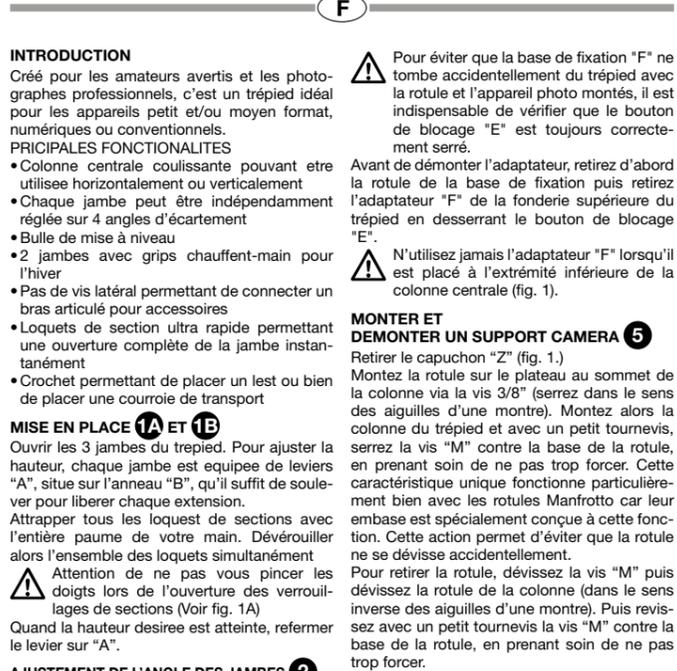 F
INTRODUCTION
Créé pour les amateurs avertis et les photo-
graphes professionnels, c’est un trépied idéal
pour les appareils petit et/ou moyen format,
numériques ou conventionnels.
PRICIPALES FONCTIONALITES
• Colonne centrale coulissante pouvant etre
utilisee horizontalement ou verticalement
• Chaque jambe peut être indépendamment
réglée sur 4 angles d’écartement
• Bulle de mise à niveau
• 2 jambes avec grips chauffent-main pour
l’hiver
• Pas de vis latéral permettant de connecter un
bras articulé pour accessoires
• Loquets de section ultra rapide permettant
une ouverture complète de la jambe instan-
tanément
• Crochet permettant de placer un lest ou bien
de placer une courroie de transport
MISE EN PLACE 1A ET 1B
Ouvrir les 3 jambes du trepied. Pour ajuster la
hauteur, chaque jambe est equipee de leviers
“A”, situe sur l’anneau “B”, qu’il suffit de soule-
ver pour liberer chaque extension.
Attrapper tous les loquest de sections avec
l’entière paume de votre main. Dévérouiller
alors l’ensemble des loquets simultanément
Attention de ne pas vous pincer les
doigts lors de l’ouverture des verrouil-
lages de sections (Voir fig. 1A)
Quand la hauteur desiree est atteinte, refermer
le levier sur “A”.
AJUSTEMENT DE L’ANGLE DES JAMBES 2
Pour éviter que la base de fixation "F" ne
tombe accidentellement du trépied avec
la rotule et l’appareil photo montés, il est
indispensable de vérifier que le bouton
de blocage "E" est toujours correcte-
ment serré.
Avant de démonter l’adaptateur, retirez d’abord
la rotule de la base de fixation puis retirez
l’adaptateur "F" de la fonderie supérieure du
trépied en desserrant le bouton de blocage
"E".
N’utilisez jamais l’adaptateur "F" lorsqu’il
est placé à l’extrémité inférieure de la
colonne centrale (fig. 1).
MONTER ET
DEMONTER UN SUPPORT CAMERA 5
Retirer le capuchon “Z” (fig. 1.)
Montez la rotule sur le plateau au sommet de
la colonne via la vis 3/8” (serrez dans le sens
des aiguilles d’une montre). Montez alors la
colonne du trépied et avec un petit tournevis,
serrez la vis “M” contre la base de la rotule,
en prenant soin de ne pas trop forcer. Cette
caractéristique unique fonctionne particulière-
ment bien avec les rotules Manfrotto car leur
embase est spécialement conçue à cette fonc-
tion. Cette action permet d’éviter que la rotule
ne se dévisse accidentellement.
Pour retirer la rotule, dévissez la vis “M” puis
dévissez la rotule de la colonne (dans le sens
inverse des aiguilles d’une montre). Puis revis-
sez avec un petit tournevis la vis “M” contre la
base de la rotule, en prenant soin de ne pas
trop forcer.